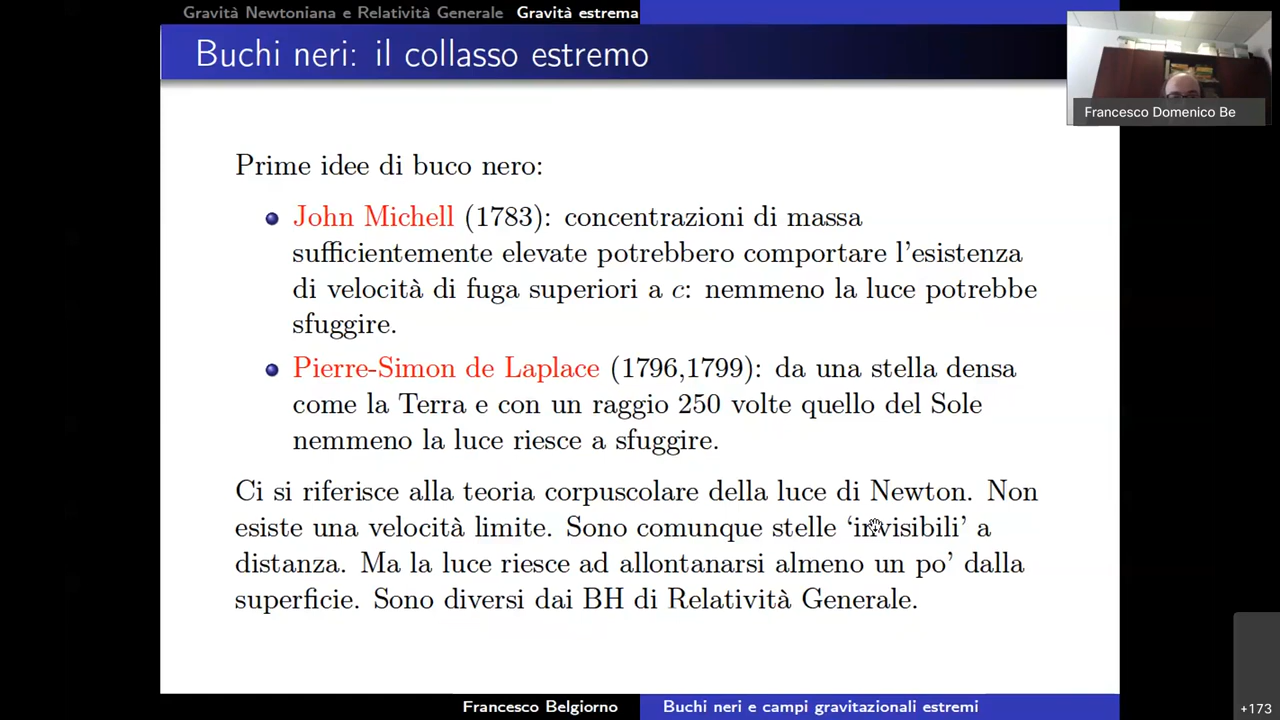 Gravità Newtoniana e Relatività Generale Gravità estrema
Buchi neri: il collasso estremo
Francesco Domenico Be
Prime idee di buco nero:
John Michell (1783): concentrazioni di massa
sufficientemente elevate potrebbero comportare l'esistenza
di velocità di fuga superiori a c: nemmeno la luce potrebbe
sfuggire.
Pierre-Simon de Laplace (1796,1799): da una stella densa
come la Terra e con un raggio 250 volte quello del Sole
nemmeno la luce riesce a sfuggire.
Ci si riferisce alla teoria corpuscolare della luce di Newton. Non
esiste una velocità limite. Sono comunque stelle ‘invisibili’ a
distanza. Ma la luce riesce ad allontanarsi almeno un po’ dalla
superficie. Sono diversi dai BH di Relatività Generale.
Francesco Belgiorno Buchi neri e campi gravitazionali estremi
+173